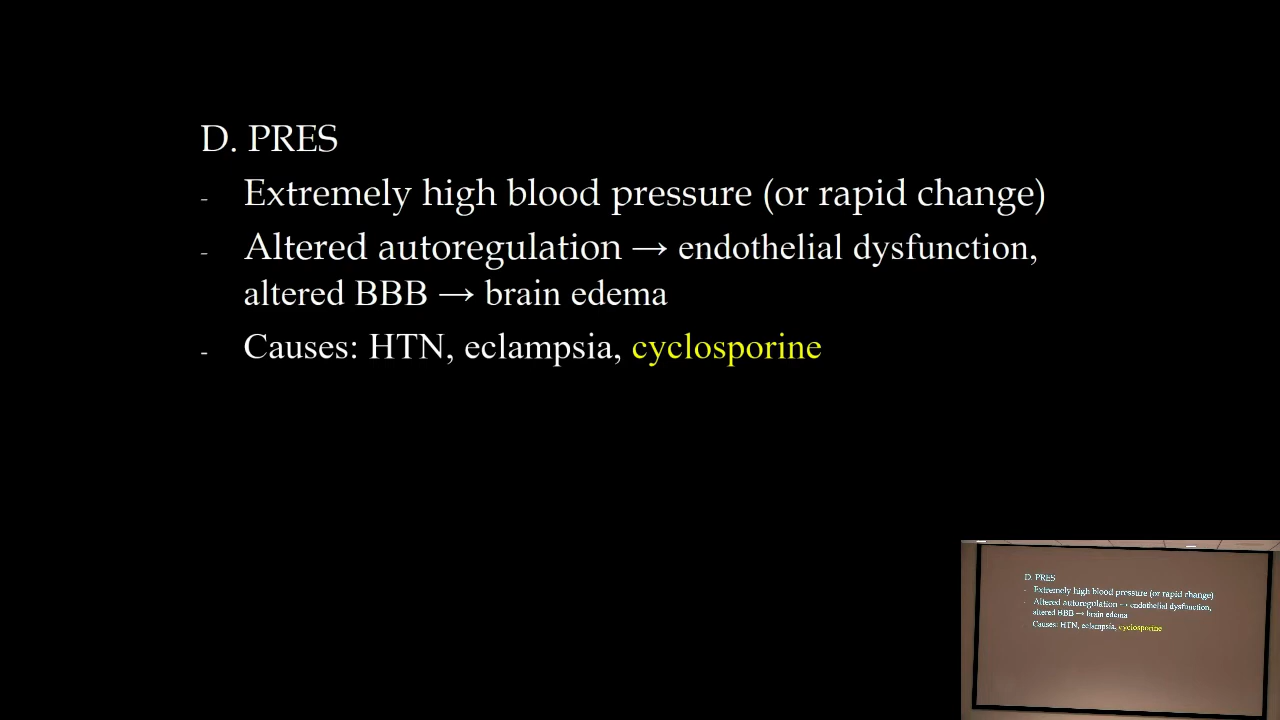 D. PRES
- Extremely high blood pressure (or rapid change)
- Altered autoregulation → endothelial dysfunction,
altered BBB → brain edema
- Causes: HTN, eclampsia, cyclosporine
D. PRES
- Extremely high blood pressure (or rapid change)
- Altered autoregulation → endothelial dysfunction,
altered BBB → brain edema
Causes: HTN, eclampsia, cyclosporine